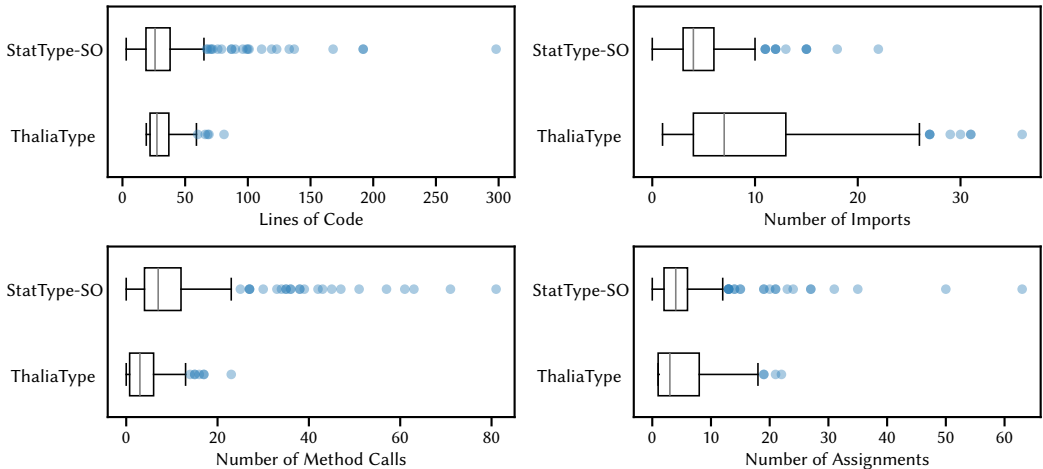 StatType-SO
ThaliaType
0 50 100 150 200 250 300
Lines of Code
StatType-SO
ThaliaType
0 10 20 30
Number of Imports
StatType-SO
ThaliaType
0 20 40 60 80
Number of Method Calls
StatType-SO
ThaliaType
0 10 20 30 40 50 60
Number of Assignments